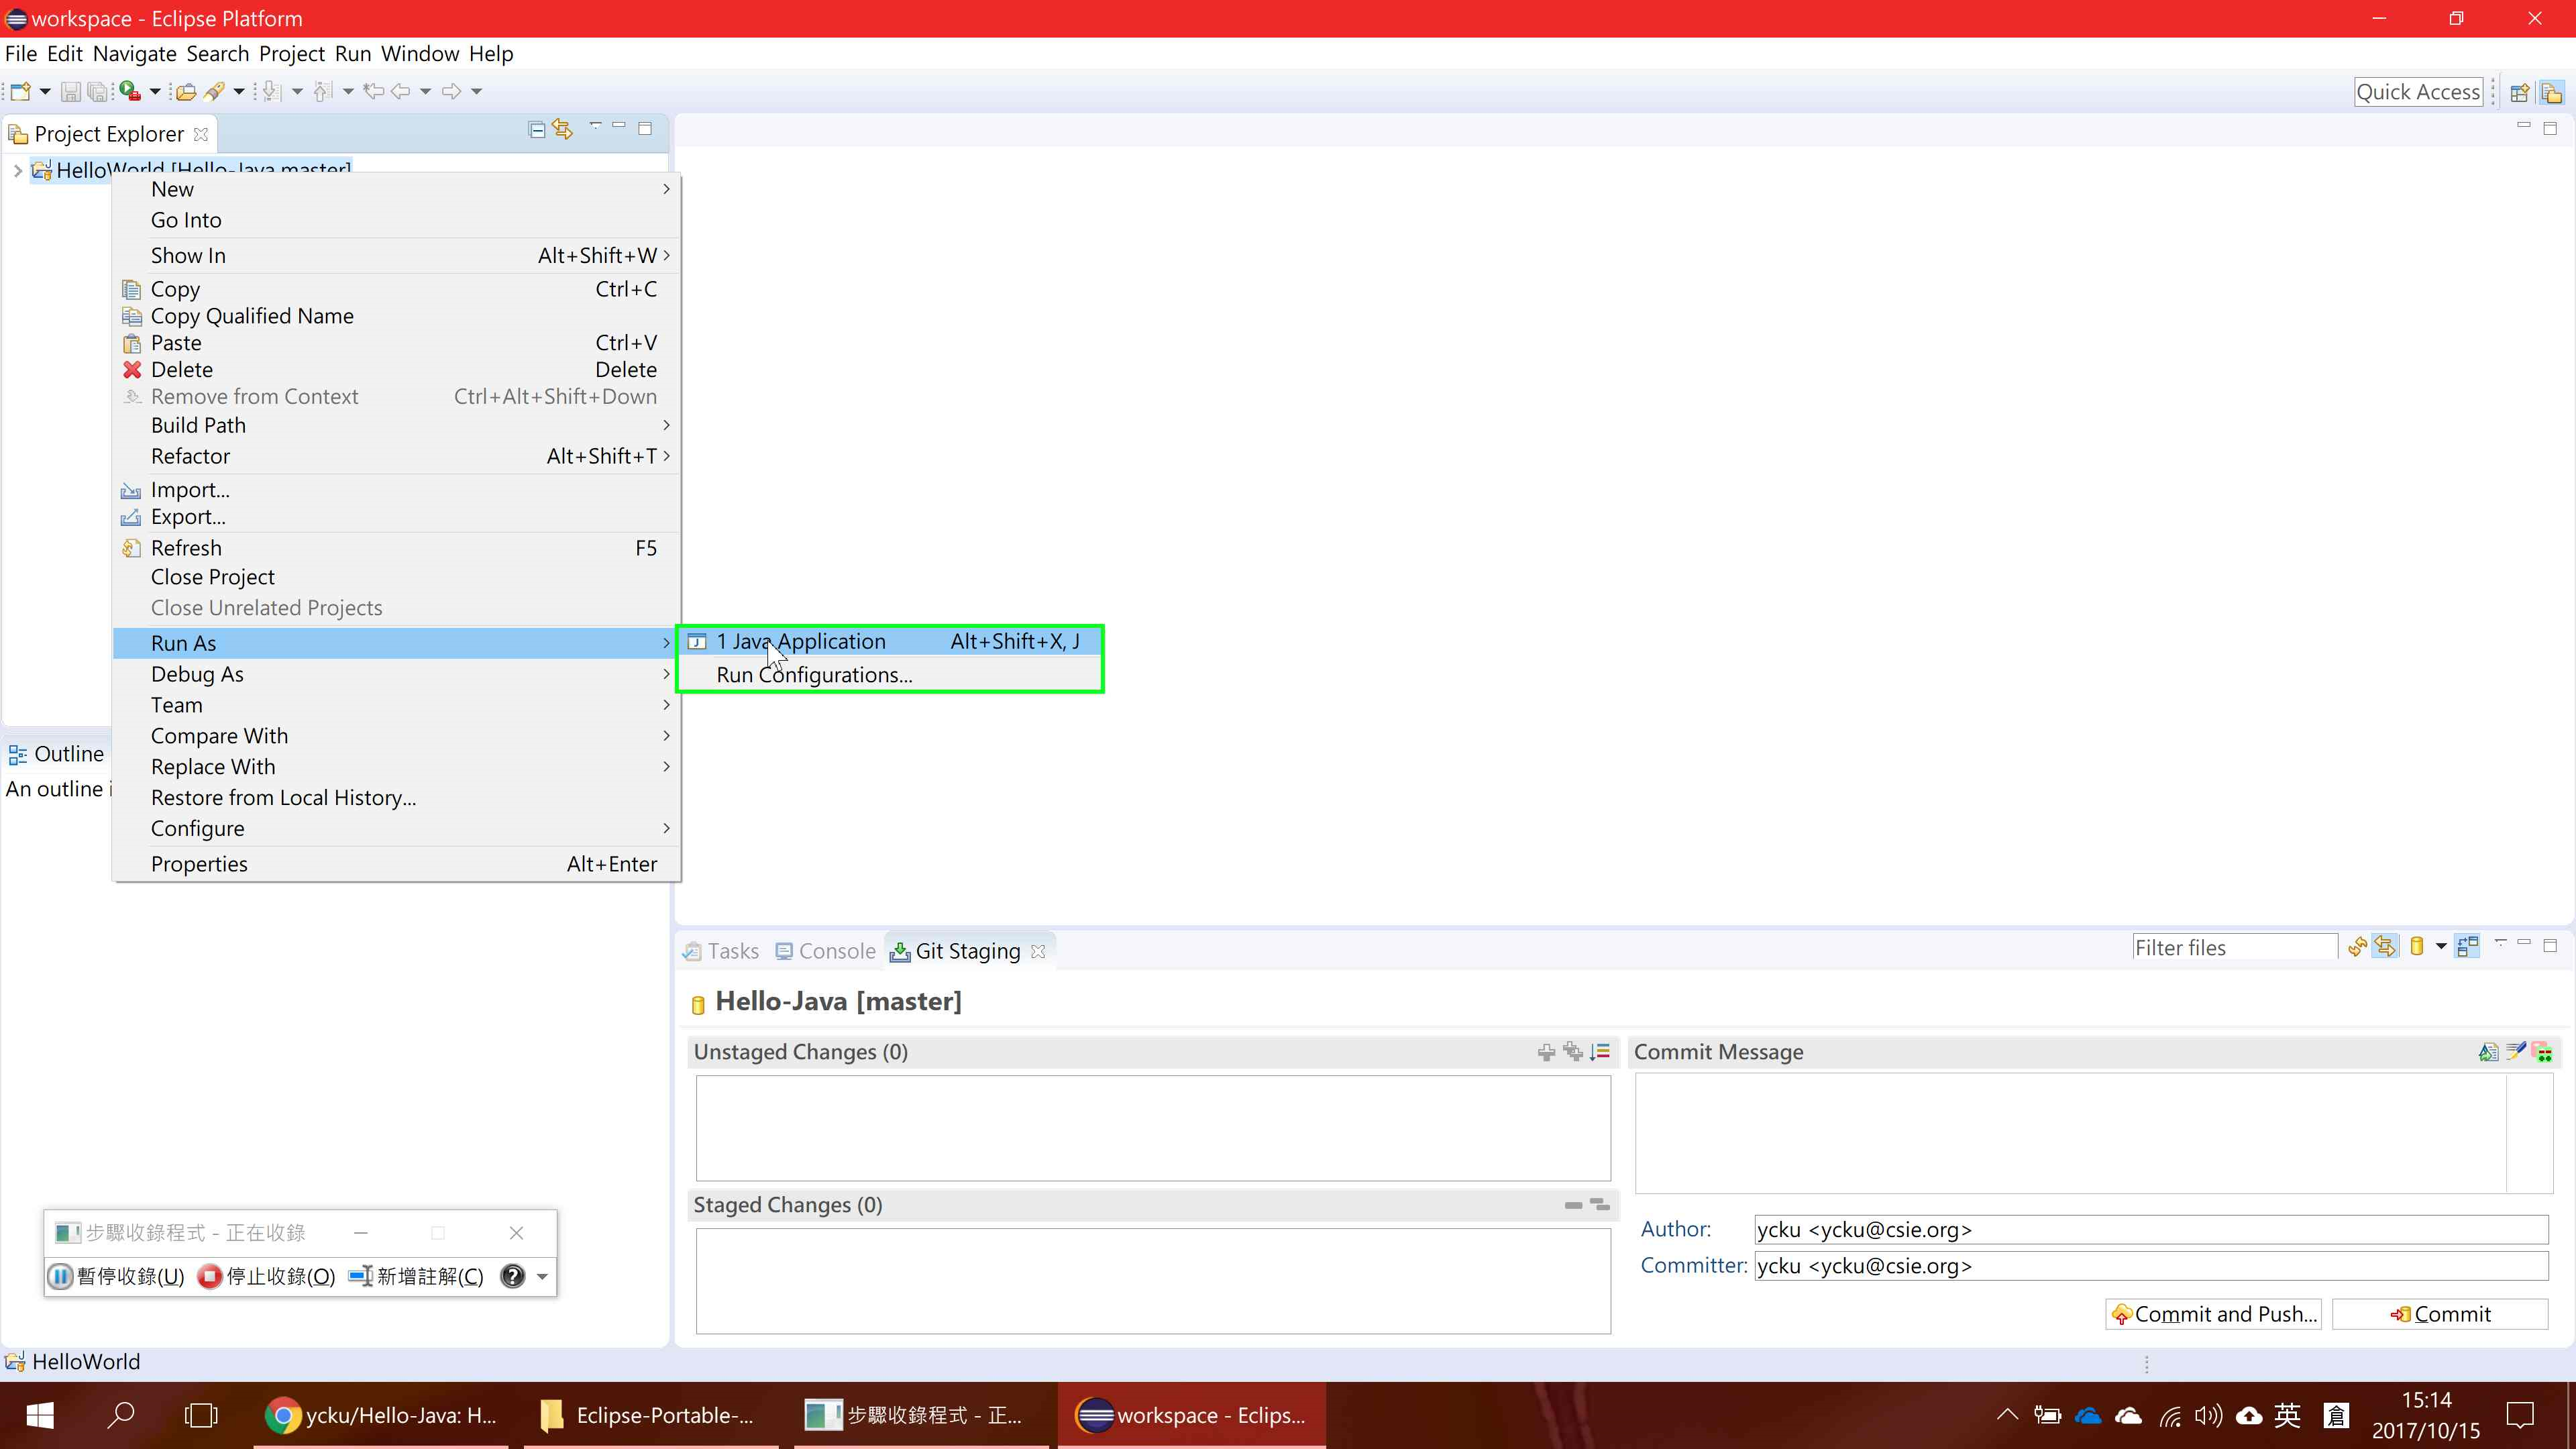 workspace - Eclipse Platform
File Edit Navigate Search Project Run Window Help
Quick Access
Project Explorer
HelloWorld [Hello-Java master]
New
Go Into
Show In Alt+Shift+W
Copy Ctrl+C
Copy Qualified Name
Paste Ctrl+V
Delete Delete
Remove from Context Ctrl+Alt+Shift+Down
Build Path
Refactor Alt+Shift+T
Import...
Export...
Refresh F5
Close Project
Close Unrelated Projects
Run As
1 Java Application Alt+Shift+X, J
Run Configurations...
Debug As
Team
Compare With
Replace With
Restore from Local History...
Configure
Properties Alt+Enter
Outline
An outline i
Tasks Console Git Staging
Filter files
Hello-Java [master]
Unstaged Changes (0)
Commit Message
Staged Changes (0)
Author: ycku <ycku@csie.org>
Committer: ycku <ycku@csie.org>
Commit and Push... Commit
步驟收錄程式 - 正在收錄
暫停收錄(U) 停止收錄(O) 新增註解(C)
HelloWorld
ycku/Hello-Java: H...
Eclipse-Portable-...
步驟收錄程式 - 正...
workspace - Eclips...
英 倉
15:14
2017/10/15